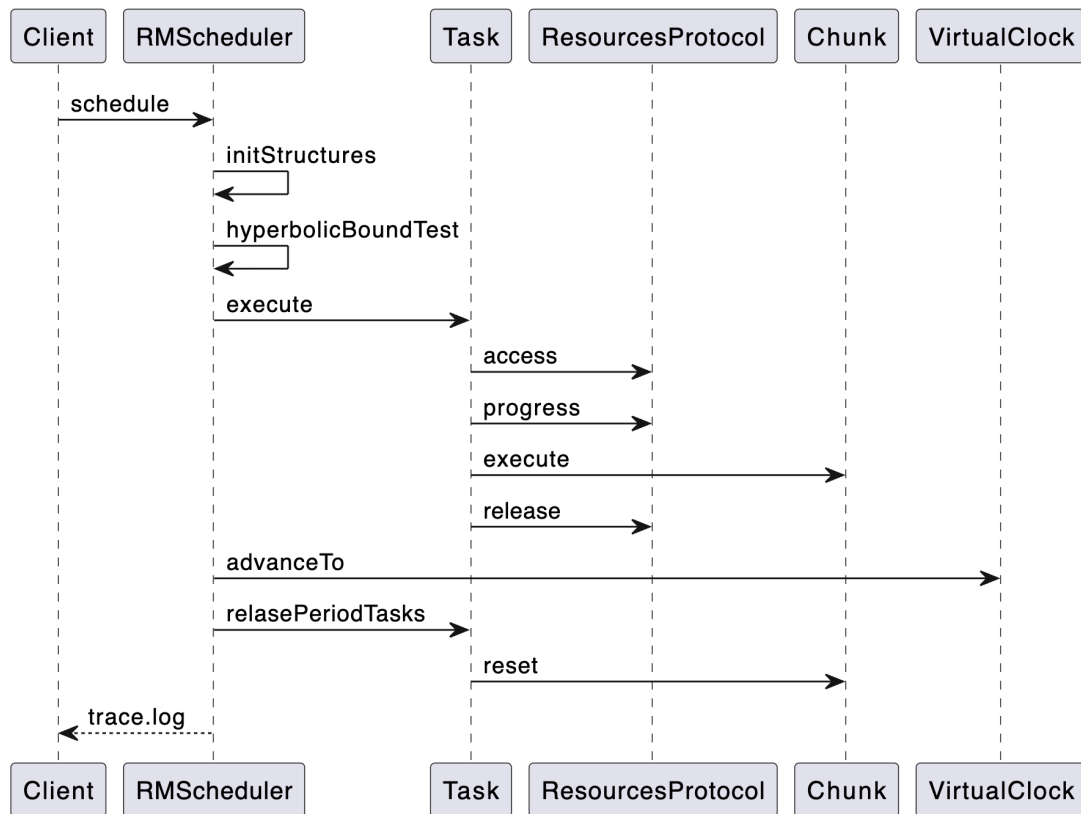 Client RMScheduler Task ResourcesProtocol Chunk VirtualClock
schedule
initStructures
hyperbolicBoundTest
execute
access
progress
execute
release
advanceTo
relasePeriodTasks
reset
trace.log
Client RMScheduler Task ResourcesProtocol Chunk VirtualClock